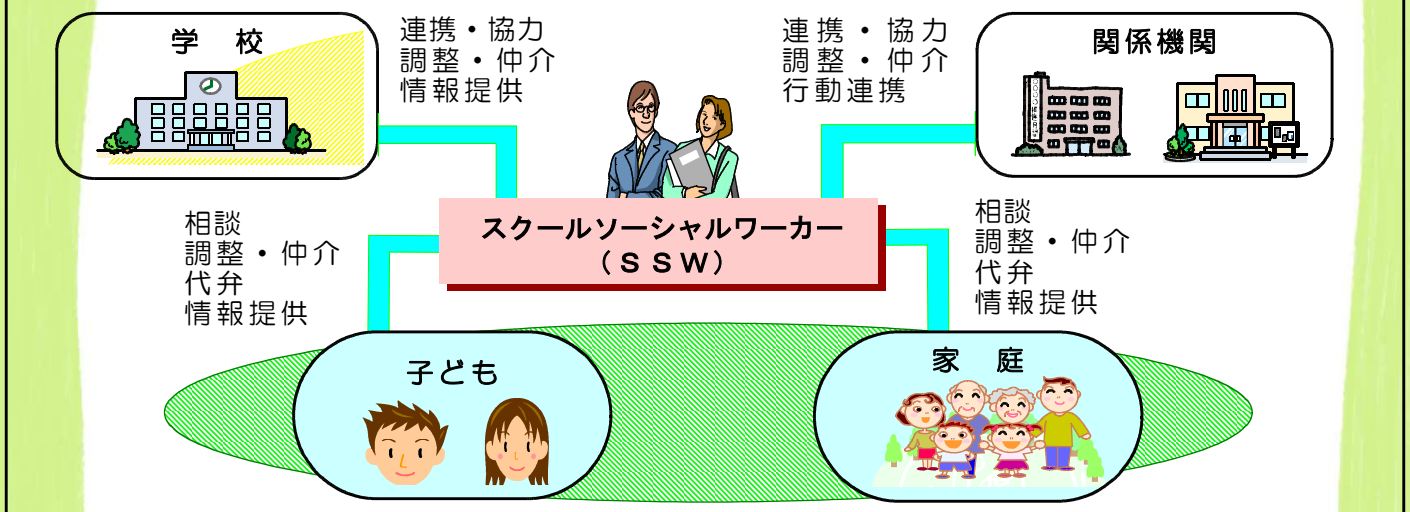 学　校
連携・協力
調整・仲介
情報提供
連携・協力
調整・仲介
行動連携
関係機関
スクールソーシャルワーカー
（ＳＳＷ）
相談
調整・仲介
代弁
情報提供
相談
調整・仲介
代弁
情報提供
子ども
家　庭